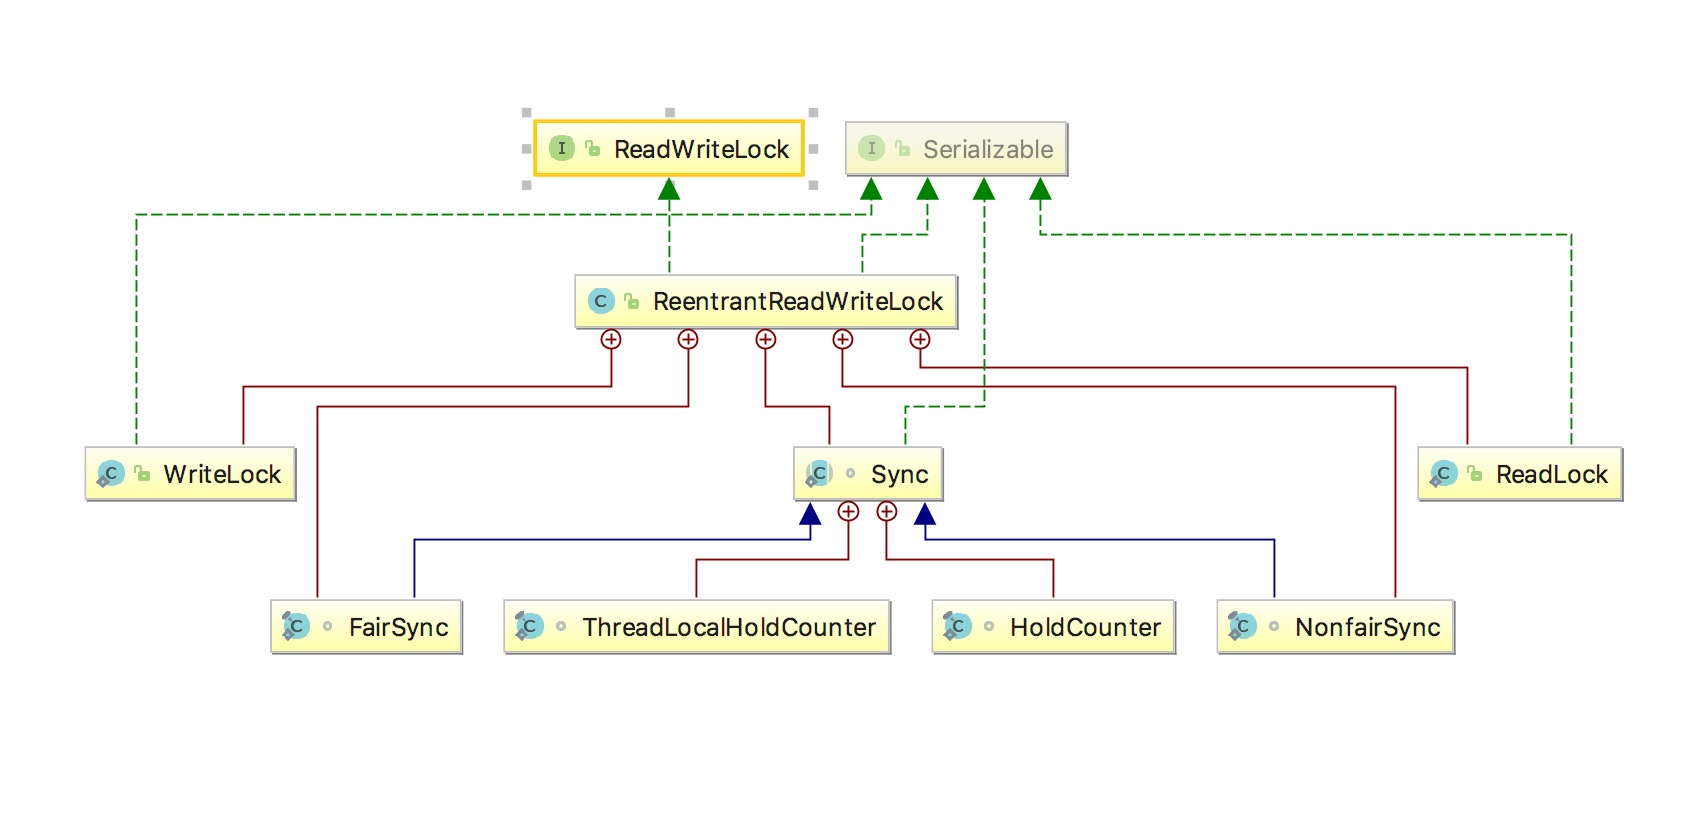 ReadWriteLock
Serializable
ReentrantReadWriteLock
WriteLock
Sync
ReadLock
FairSync
ThreadLocalHoldCounter
HoldCounter
NonfairSync